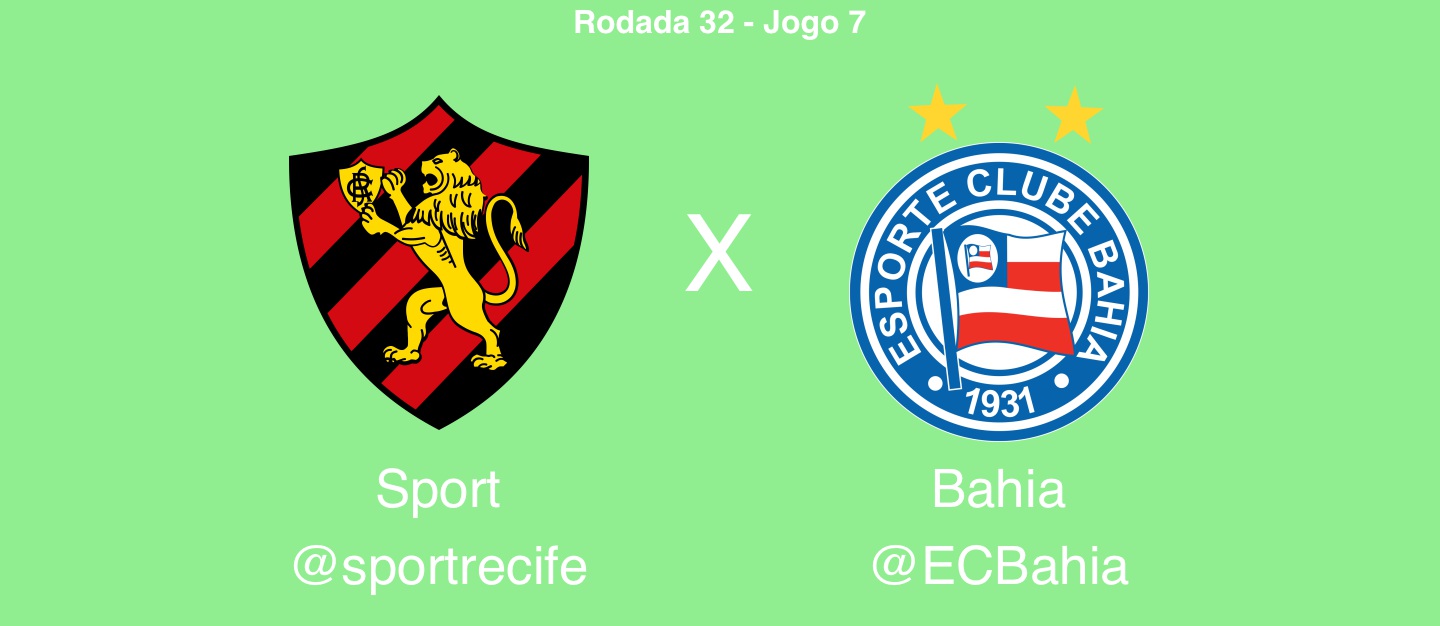 Rodada 32 - Jogo 7
X
ESPORTE CLUBE BAHIA
1931
Sport
Bahia
@sportrecife
@ECBahia